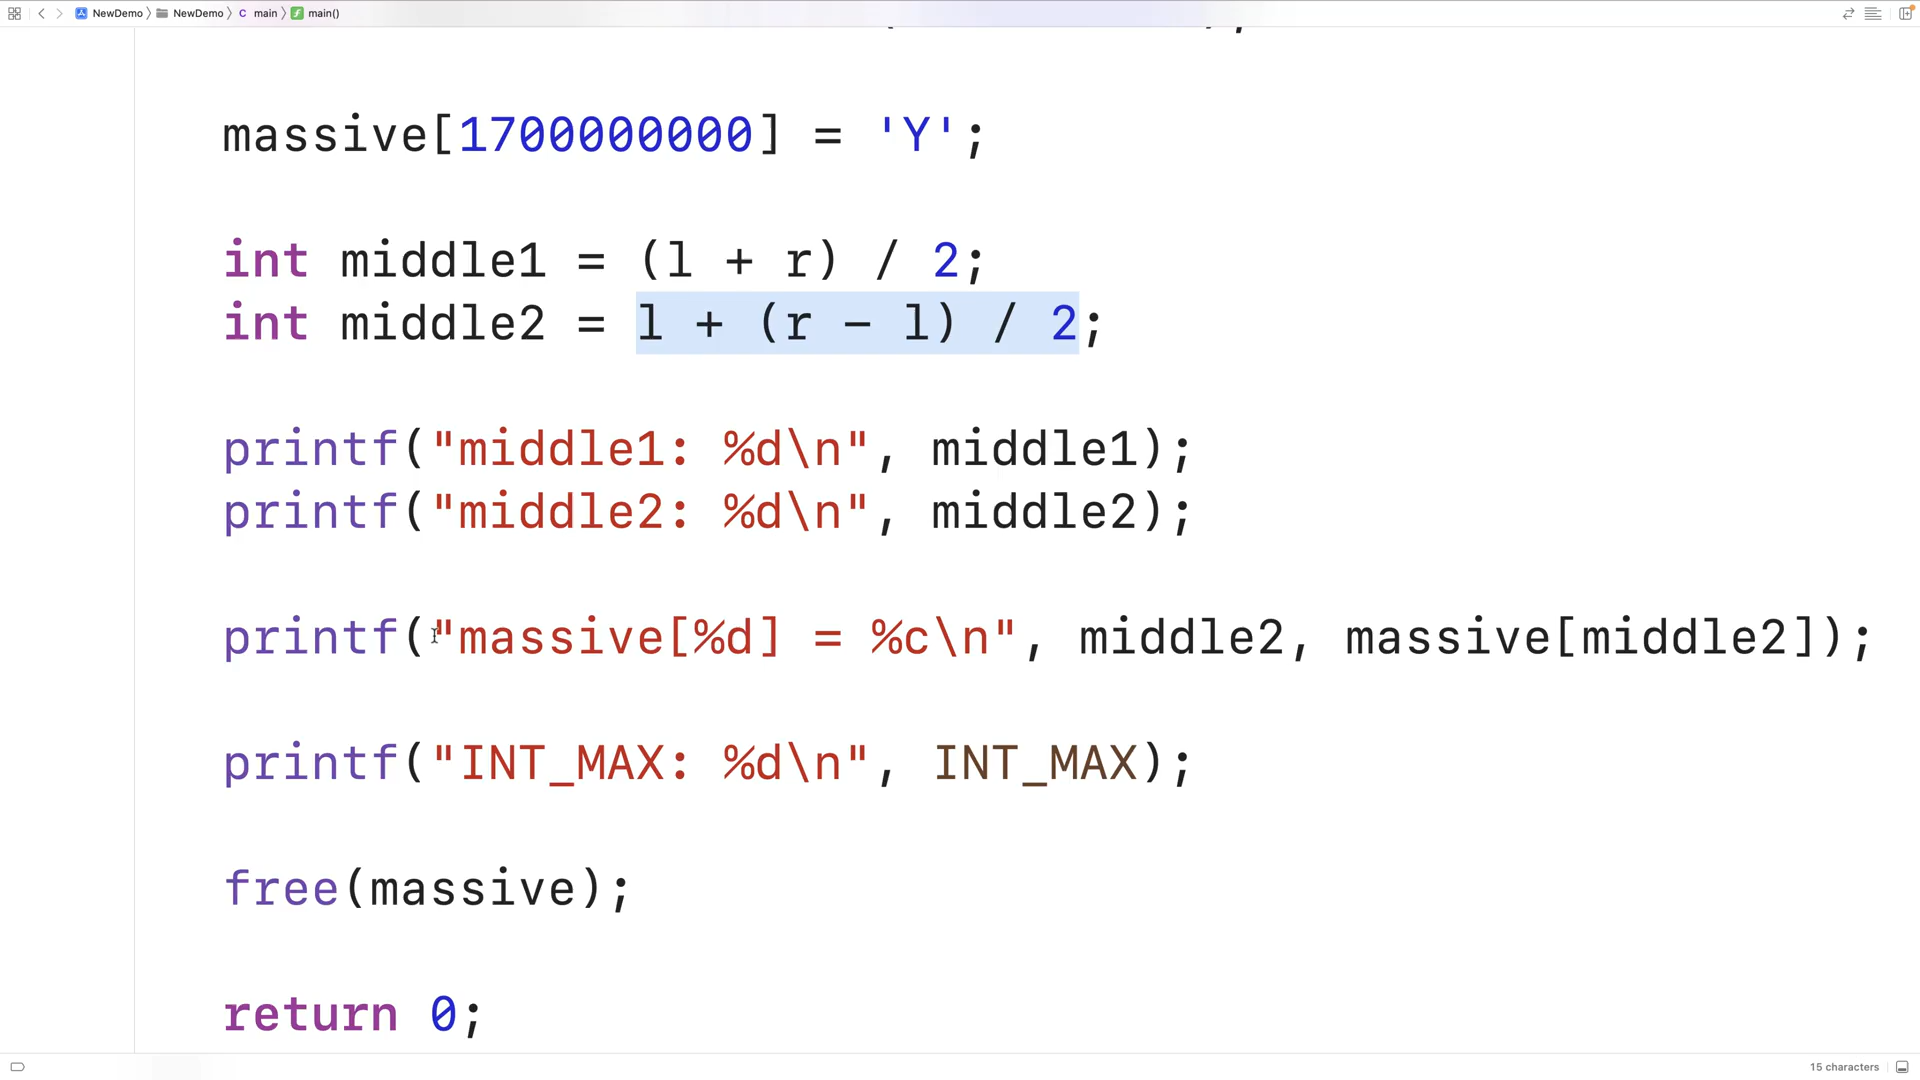 NewDemo NewDemo C main f main()
massive[1700000000] = 'Y';
int middle1 = (l + r) / 2;
int middle2 = l + (r - l) / 2;
printf("middle1: %d\n", middle1);
printf("middle2: %d\n", middle2);
printf("massive[%d] = %c\n", middle2, massive[middle2]);
printf("INT_MAX: %d\n", INT_MAX);
free(massive);
return 0;
15 characters